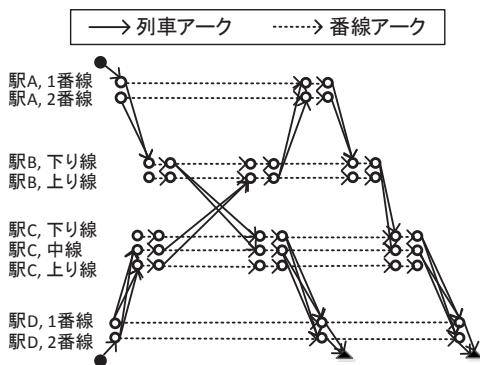 列車アーク
番線アーク
駅A, 1番線
駅A, 2番線
駅B, 下り線
駅B, 上り線
駅C, 下り線
駅C, 中線
駅C, 上り線
駅D, 1番線
駅D, 2番線